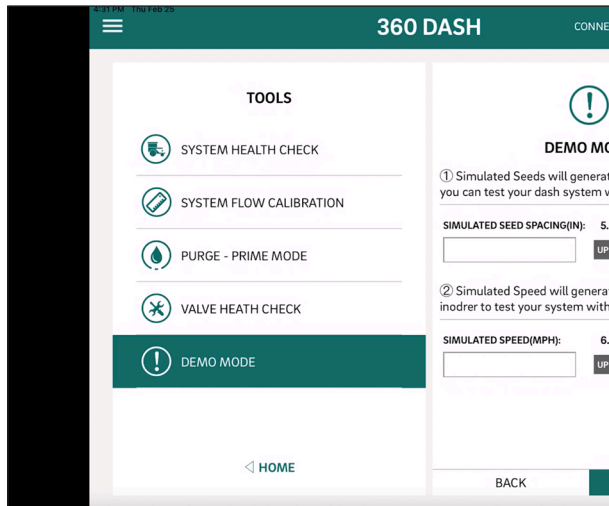 4:31 PM Thu Feb 25
360 DASH
CONNE
TOOLS
SYSTEM HEALTH CHECK
SYSTEM FLOW CALIBRATION
PURGE - PRIME MODE
VALVE HEATH CHECK
DEMO MODE
◁ HOME
DEMO MO
① Simulated Seeds will generat
you can test your dash system w
SIMULATED SEED SPACING(IN): 5.
UP
② Simulated Speed will genera
inodrer to test your system with
SIMULATED SPEED(MPH): 6.
UP
BACK